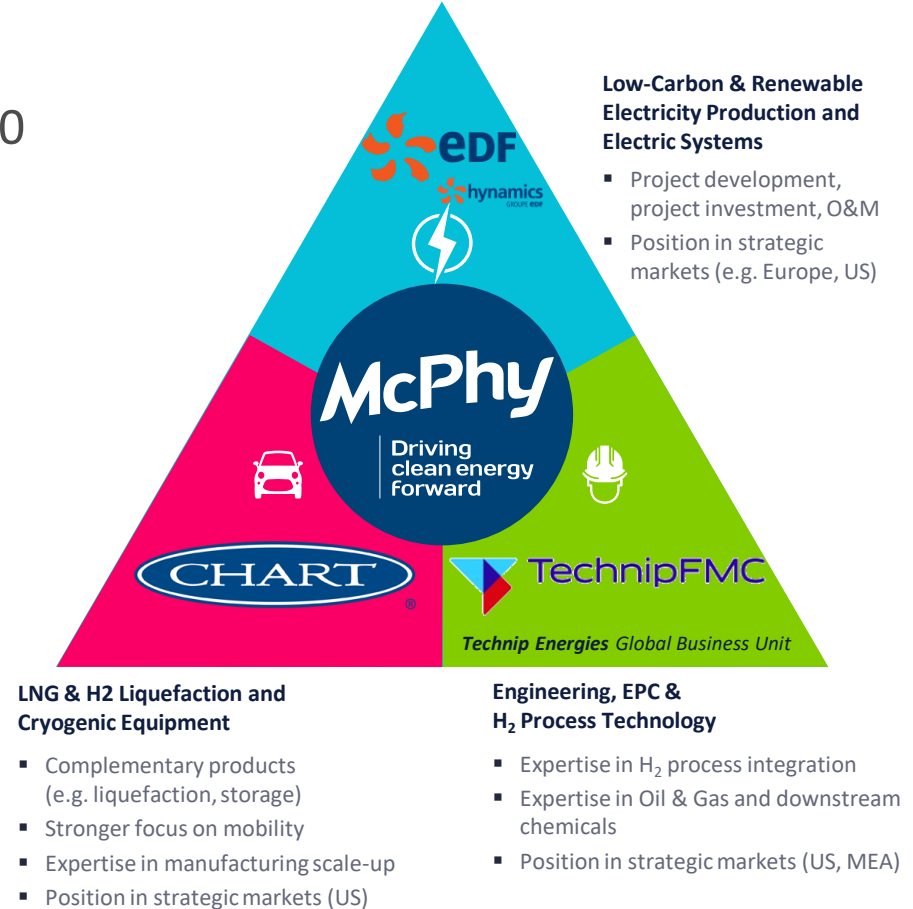 0
Low-Carbon & Renewable
Electricity Production and
Electric Systems
▪ Project development,
project investment, O&M
▪ Position in strategic
markets (e.g. Europe, US)
eDF
hynamics
GROUPE eDF
McPhy
Driving
clean energy
forward
CHART
®
TechnipFMC
Technip Energies Global Business Unit
LNG & H2 Liquefaction and
Cryogenic Equipment
▪ Complementary products
(e.g. liquefaction, storage)
▪ Stronger focus on mobility
▪ Expertise in manufacturing scale-up
▪ Position in strategic markets (US)
Engineering, EPC &
H₂ Process Technology
▪ Expertise in H₂ process integration
▪ Expertise in Oil & Gas and downstream
chemicals
▪ Position in strategic markets (US, MEA)